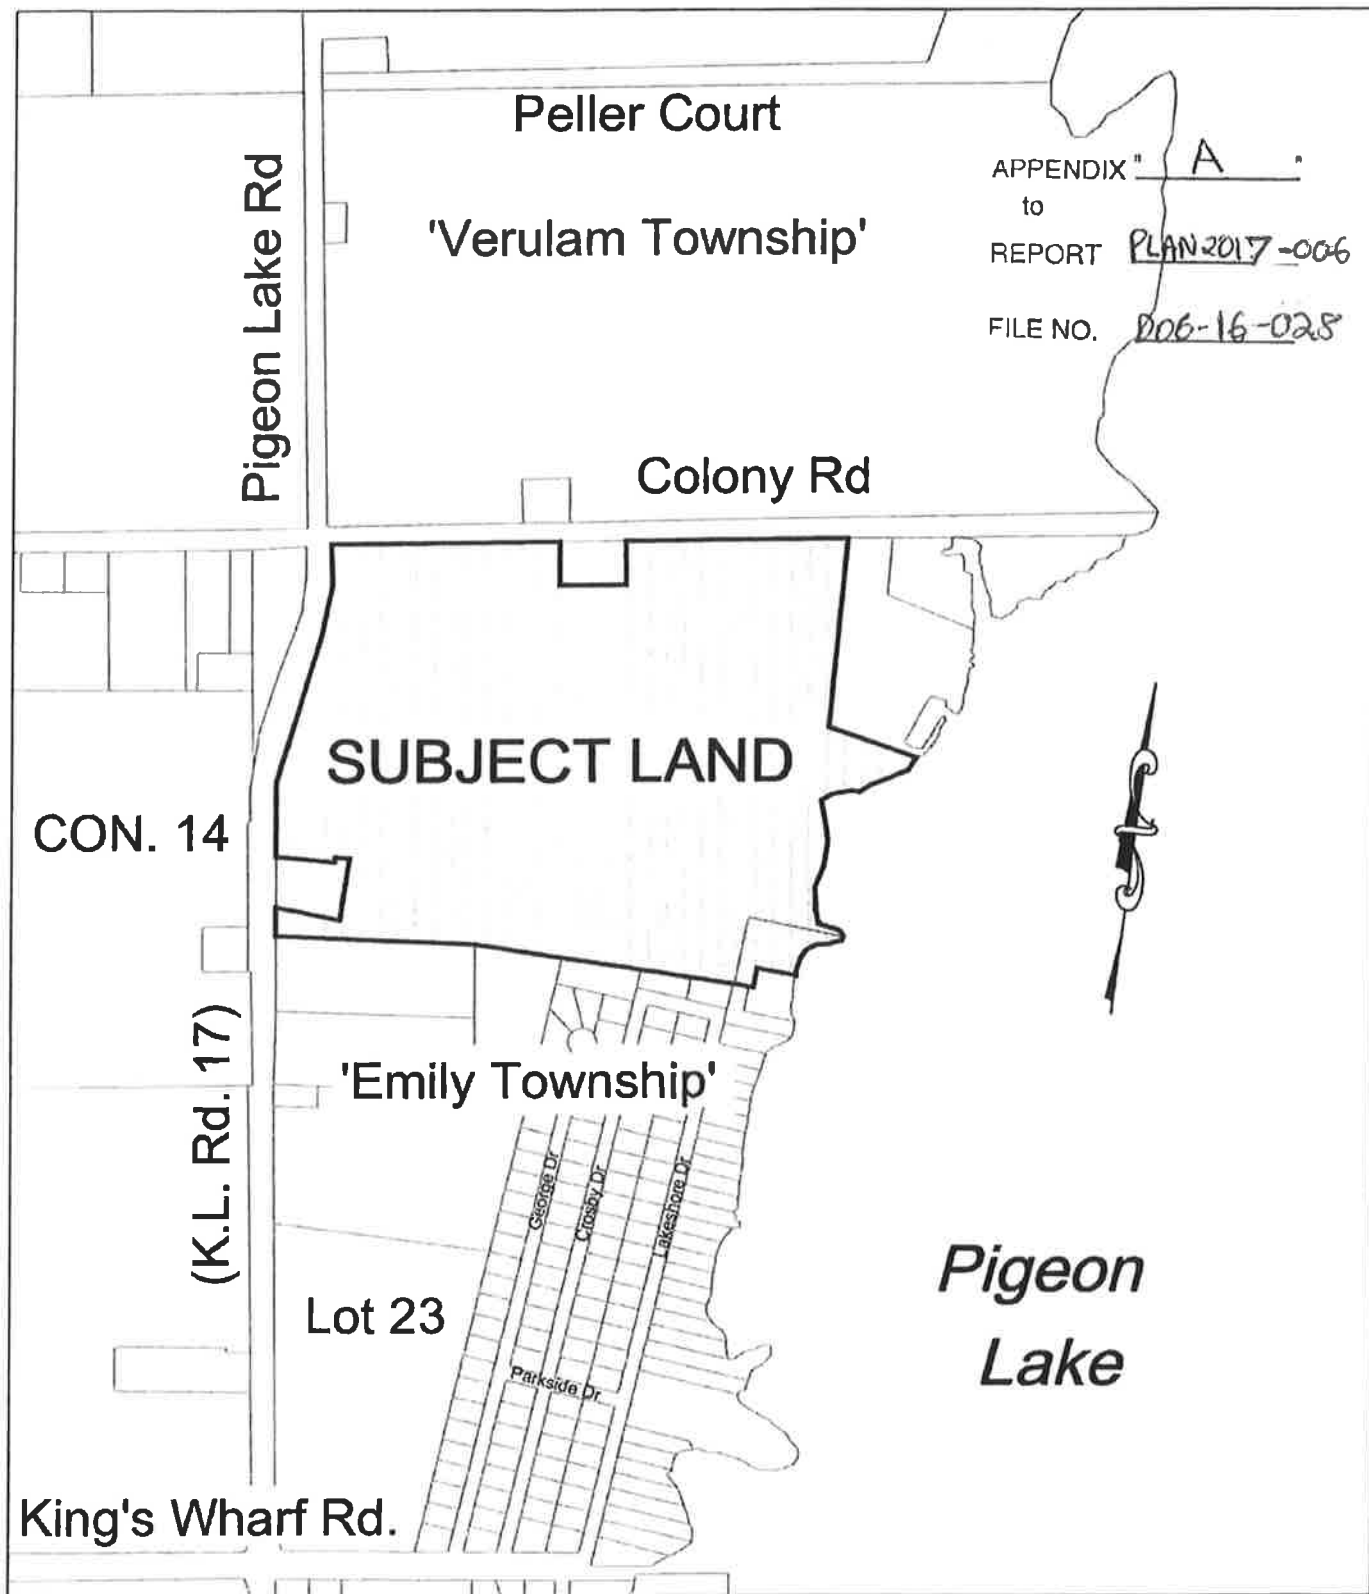 Peller Court
APPENDIX " A "
to
REPORT PLAN2017-006
FILE NO. D06-16-028
Pigeon Lake Rd
'Verulam Township'
Colony Rd
SUBJECT LAND
CON. 14
(K.L. Rd. 17)
'Emily Township'
George Dr
Crosby Dr
Lakeshore Dr
Lot 23
Parkside Dr.
Pigeon
Lake
King's Wharf Rd.